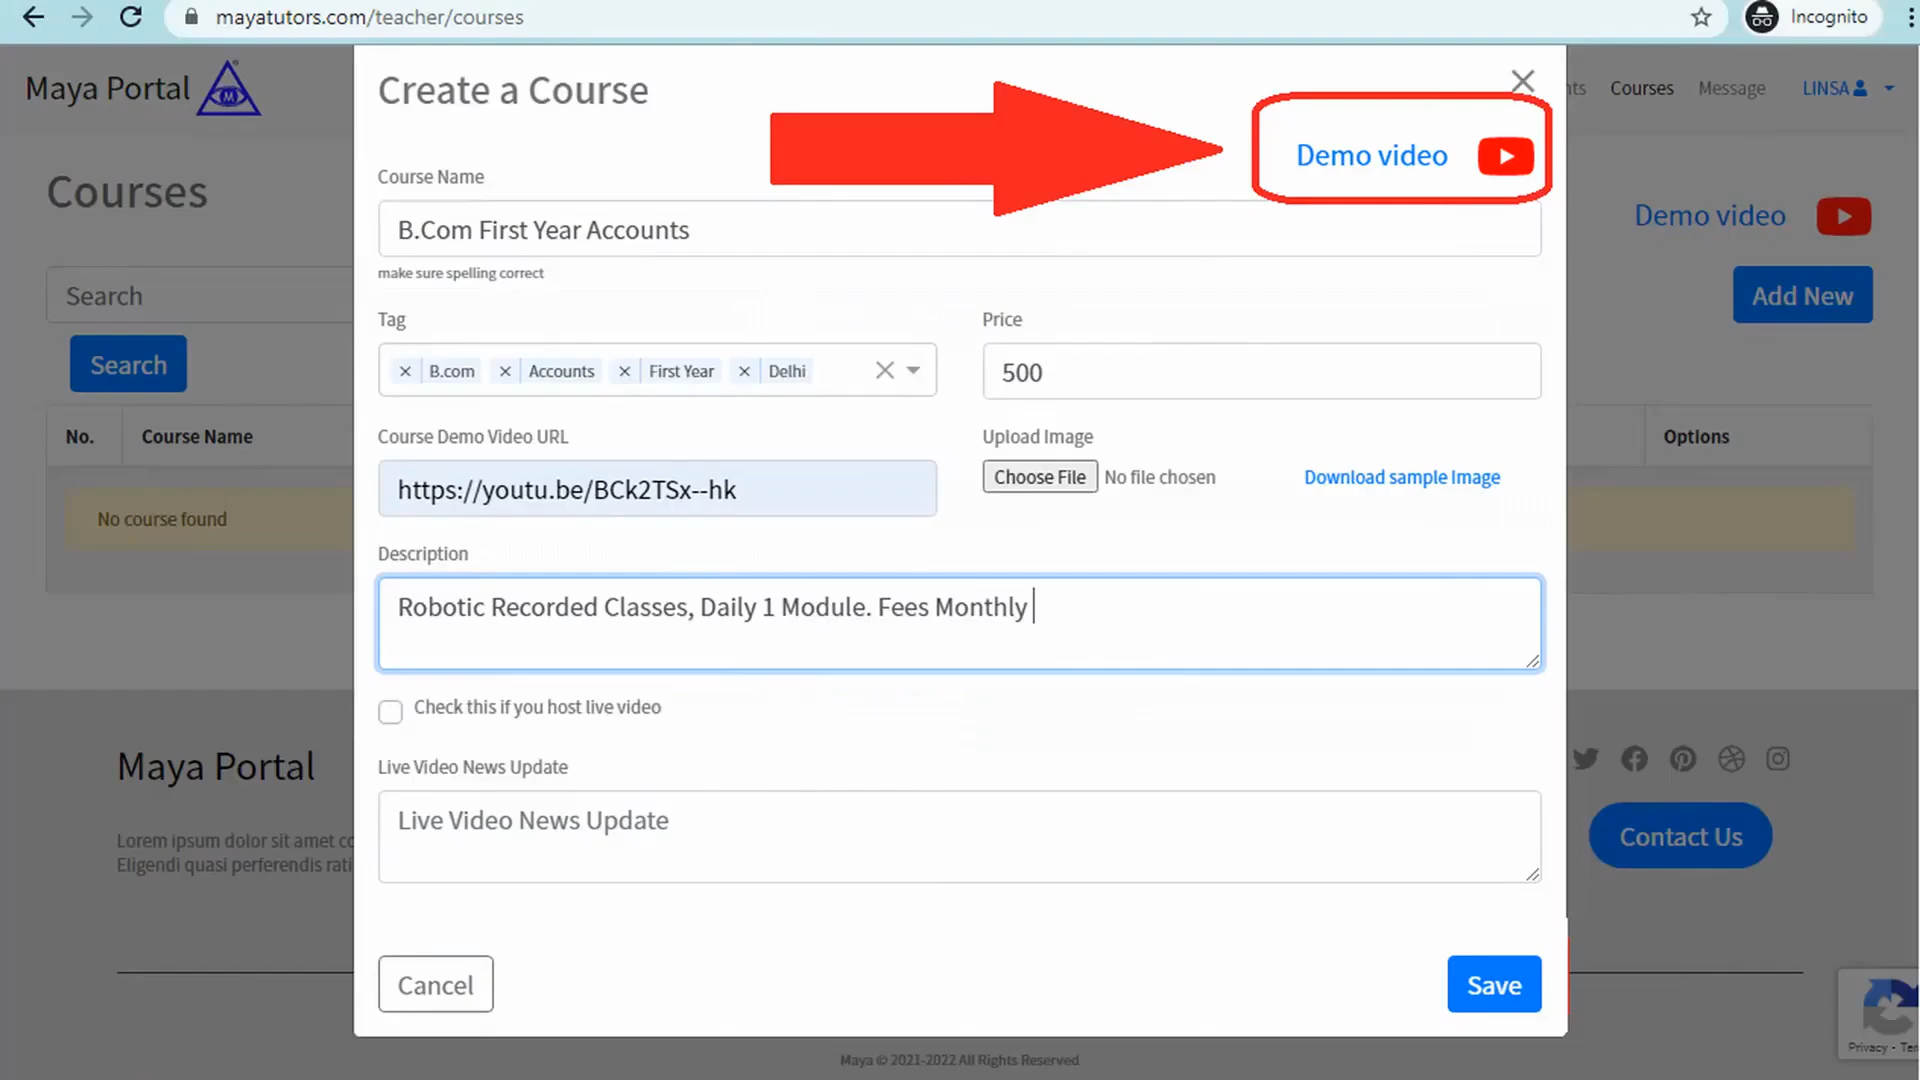 mayatutors.com/teacher/courses
Incognito
Maya Portal
M
Create a Course
Courses
Message
LINSA
Demo video
Courses
Course Name
B.Com First Year Accounts
Demo video
make sure spelling correct
Search
Add New
Tag
Price
Search
B.com
Accounts
First Year
Delhi
500
No.
Course Name
Course Demo Video URL
Upload Image
Options
https://youtu.be/BCk2TSx--hk
Choose File
No file chosen
Download sample Image
No course found
Description
Robotic Recorded Classes, Daily 1 Module. Fees Monthly
Check this if you host live video
Maya Portal
Live Video News Update
Live Video News Update
Contact Us
Lorem ipsum dolor sit amet
Eligendi quasi perferendis
Cancel
Save
Privacy -
Maya © 2021-2022 All Rights Reserved